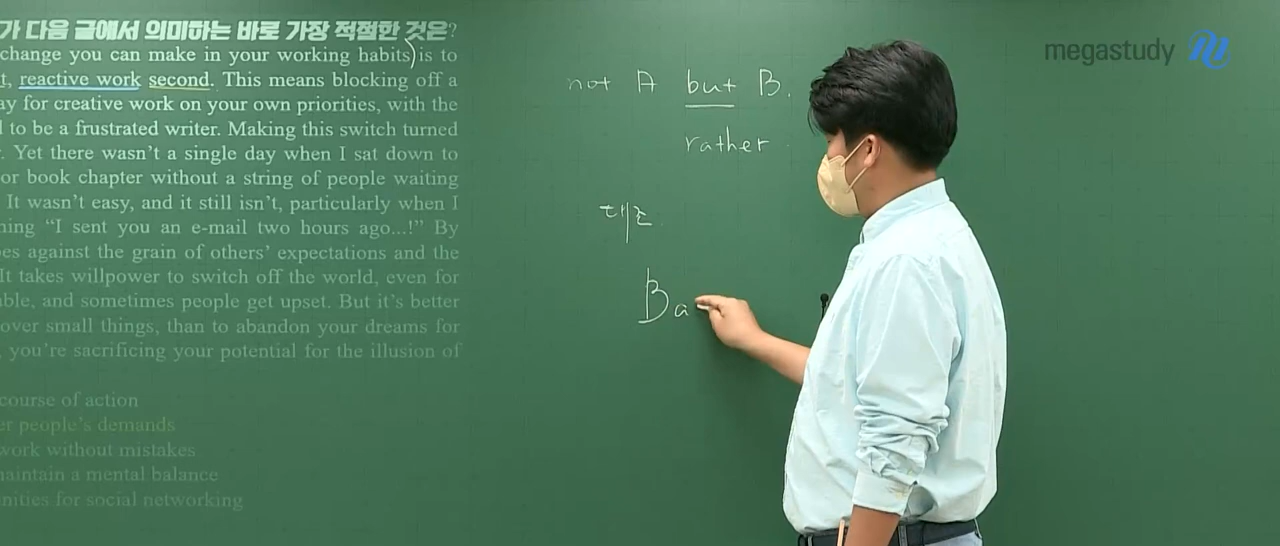 가 다음 글에서 의미하는 바로 가장 적절한 것은?
change you can make in your working habits)is to
t, reactive work second. This means blocking off a
ay for creative work on your own priorities, with the
l to be a frustrated writer. Making this switch turned
. Yet there wasn't a single day when I sat down to
or book chapter without a string of people waiting
It wasn't easy, and it still isn't, particularly when I
ning “I sent you an e-mail two hours ago...!” By
es against the grain of others' expectations and the
It takes willpower to switch off the world, even for
able, and sometimes people get upset. But it's better
over small things, than to abandon your dreams for
, you're sacrificing your potential for the illusion of
course of action
er people's demands
work without mistakes
naintain a mental balance
nities for social networking
not A but B.
rather
대조
Ba
megastudy